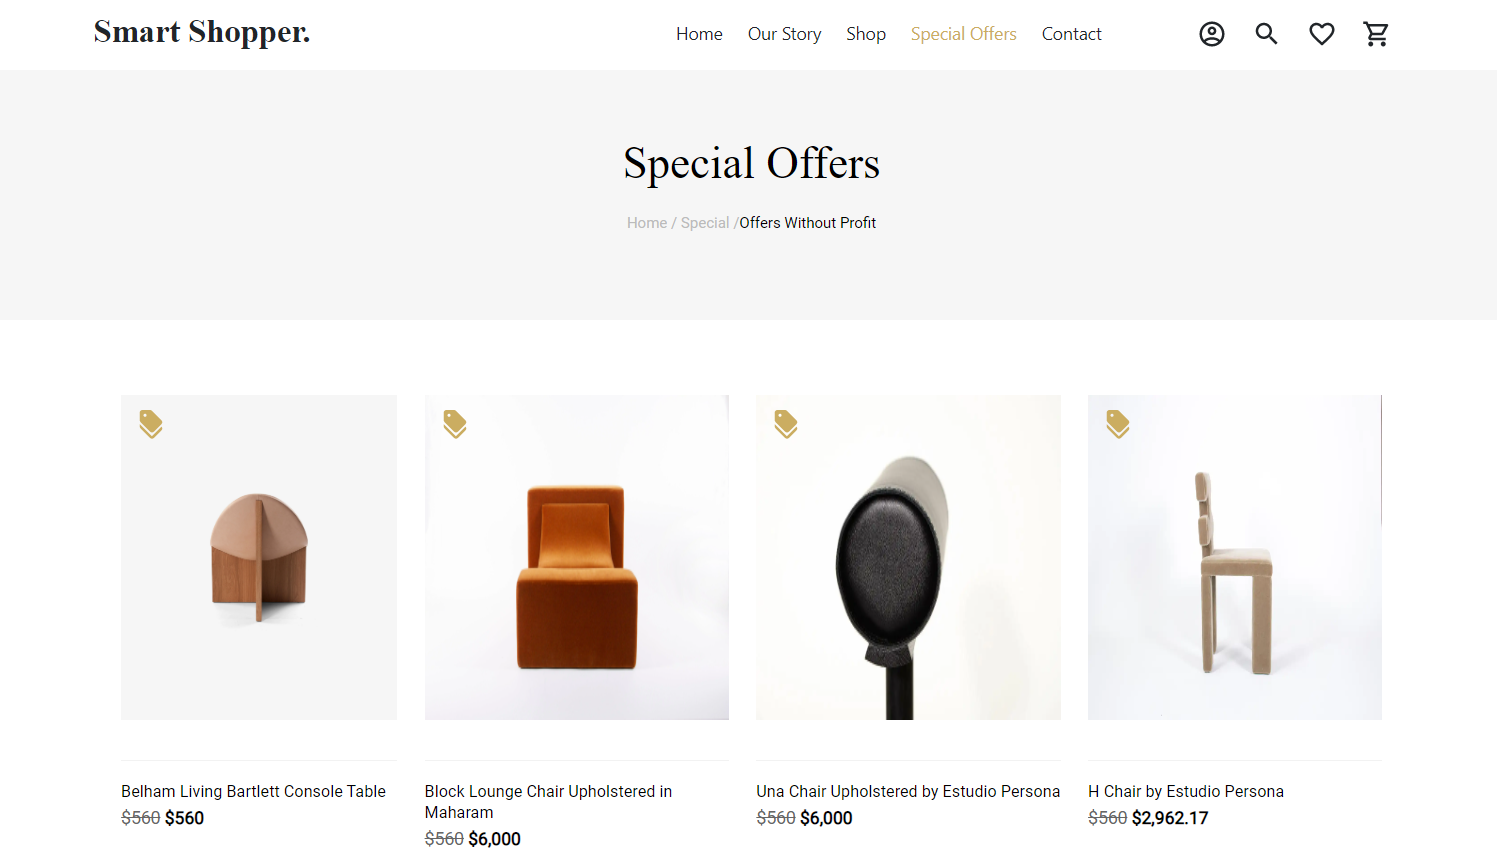 Smart Shopper.
Home Our Story Shop Special Offers Contact
Special Offers
Home / Special /Offers Without Profit
Belham Living Bartlett Console Table
$560 $560
Block Lounge Chair Upholstered in
Maharam
$560 $6,000
Una Chair Upholstered by Estudio Persona
$560 $6,000
H Chair by Estudio Persona
$560 $2,962.17